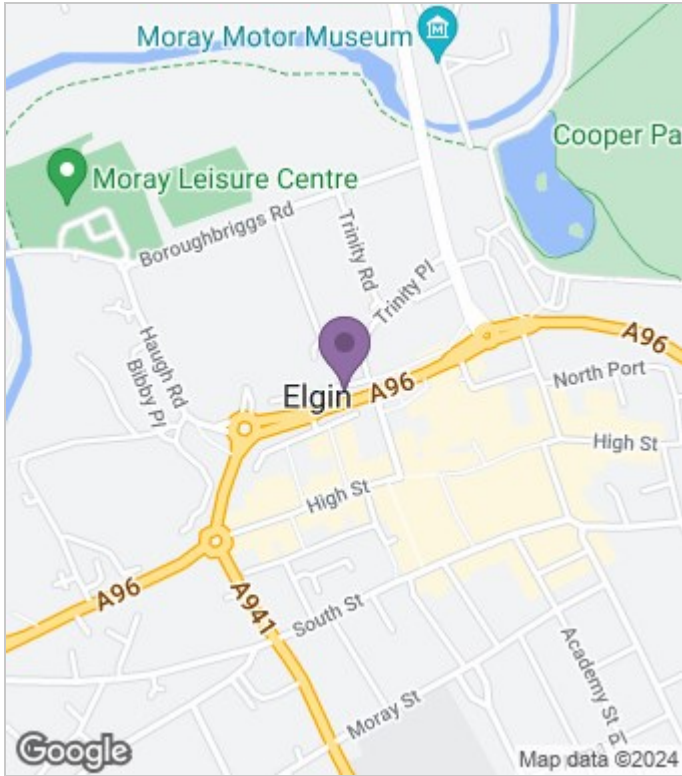 Moray Motor Museum
Cooper Pa
Moray Leisure Centre
Boroughbriggs Rd
Trinity Rd
Trinity Pl
Haugh Rd
Bibby Pl
A96
A96
Elgin
North Port
High St
High St
A96
A941
South St
Academy St
Moray St
Pl
Google
Map data ©2024